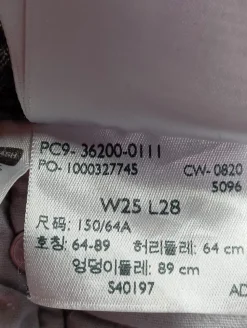 PC9- 36200-0111
PO- 1000327745 CW- 0820
5096
W25 L28
尺码: 150/64A
호칭: 64-89 허리둘레: 64 cm
엉덩이둘레: 89 cm
S40197 AD